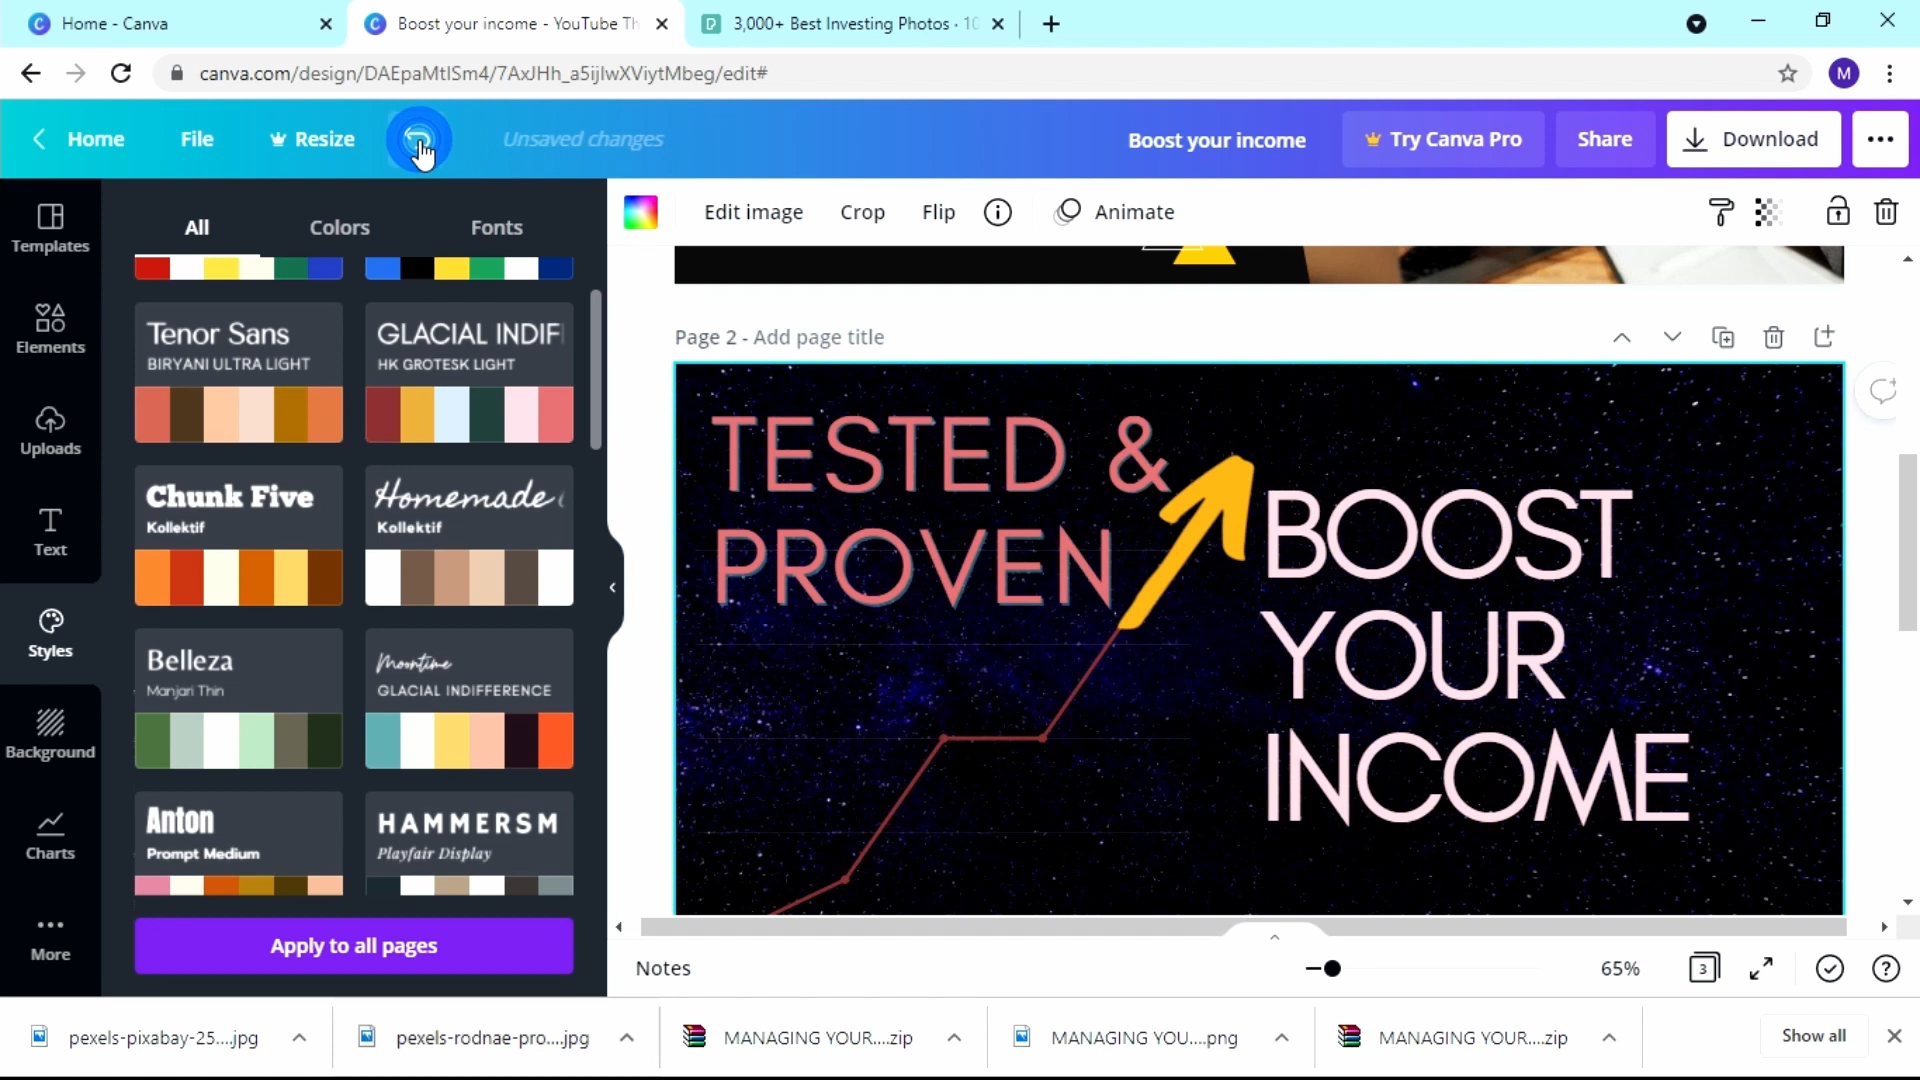 Home - Canva
Boost your income - YouTube Th
3,000+ Best Investing Photos · 10
canva.com/design/DAEpaMtlSm4/7AxJHh_a5ijlwXViytMbeg/edit#
M
Home
File
Resize
Unsaved changes
Boost your income
Try Canva Pro
Share
Download
Templates
Elements
Uploads
Text
Styles
Background
Charts
More
All
Colors
Fonts
Tenor Sans
BIRYANI ULTRA LIGHT
GLACIAL INDIF
HK GROTESK LIGHT
Chunk Five
Kollektif
Homemade
Kollektif
Belleza
Manjari Thin
Moontime
GLACIAL INDIFFERENCE
Anton
Prompt Medium
HAMMERSM
Playfair Display
Apply to all pages
Edit image
Crop
Flip
Animate
Page 2 - Add page title
TESTED &
PROVEN
BOOST
YOUR
INCOME
Notes
65%
3
pexels-pixabay-25....jpg
pexels-rodnae-pro....jpg
MANAGING YOUR....zip
MANAGING YOU....png
MANAGING YOUR....zip
Show all